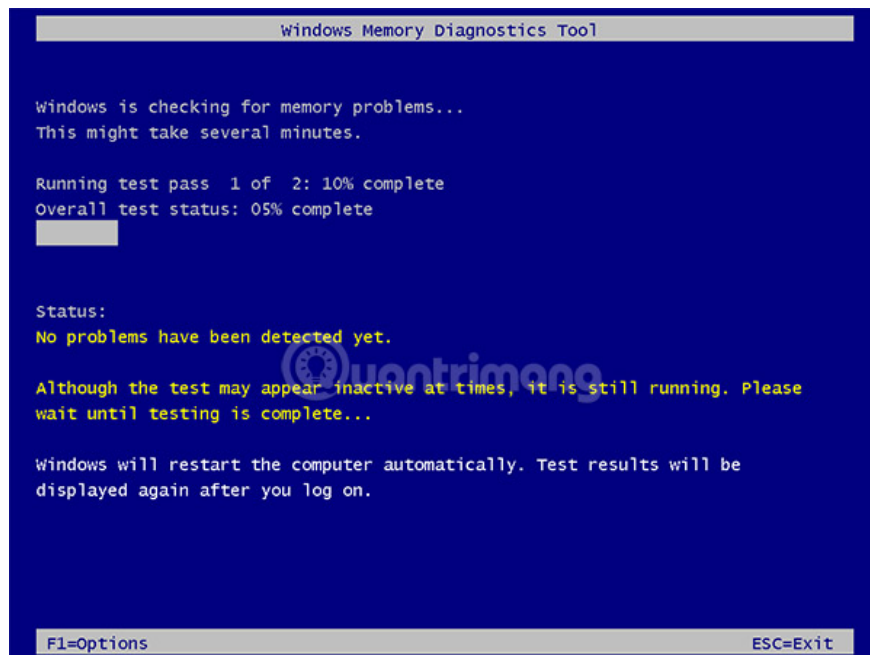 Windows Memory Diagnostics Tool
Windows is checking for memory problems...
This might take several minutes.
Running test pass  1 of  2: 10% complete
Overall test status: 05% complete
Status:
No problems have been detected yet.
Quantrimang
Although the test may appear inactive at times, it is still running. Please
wait until testing is complete...
Windows will restart the computer automatically. Test results will be
displayed again after you log on.
F1=Options ESC=Exit